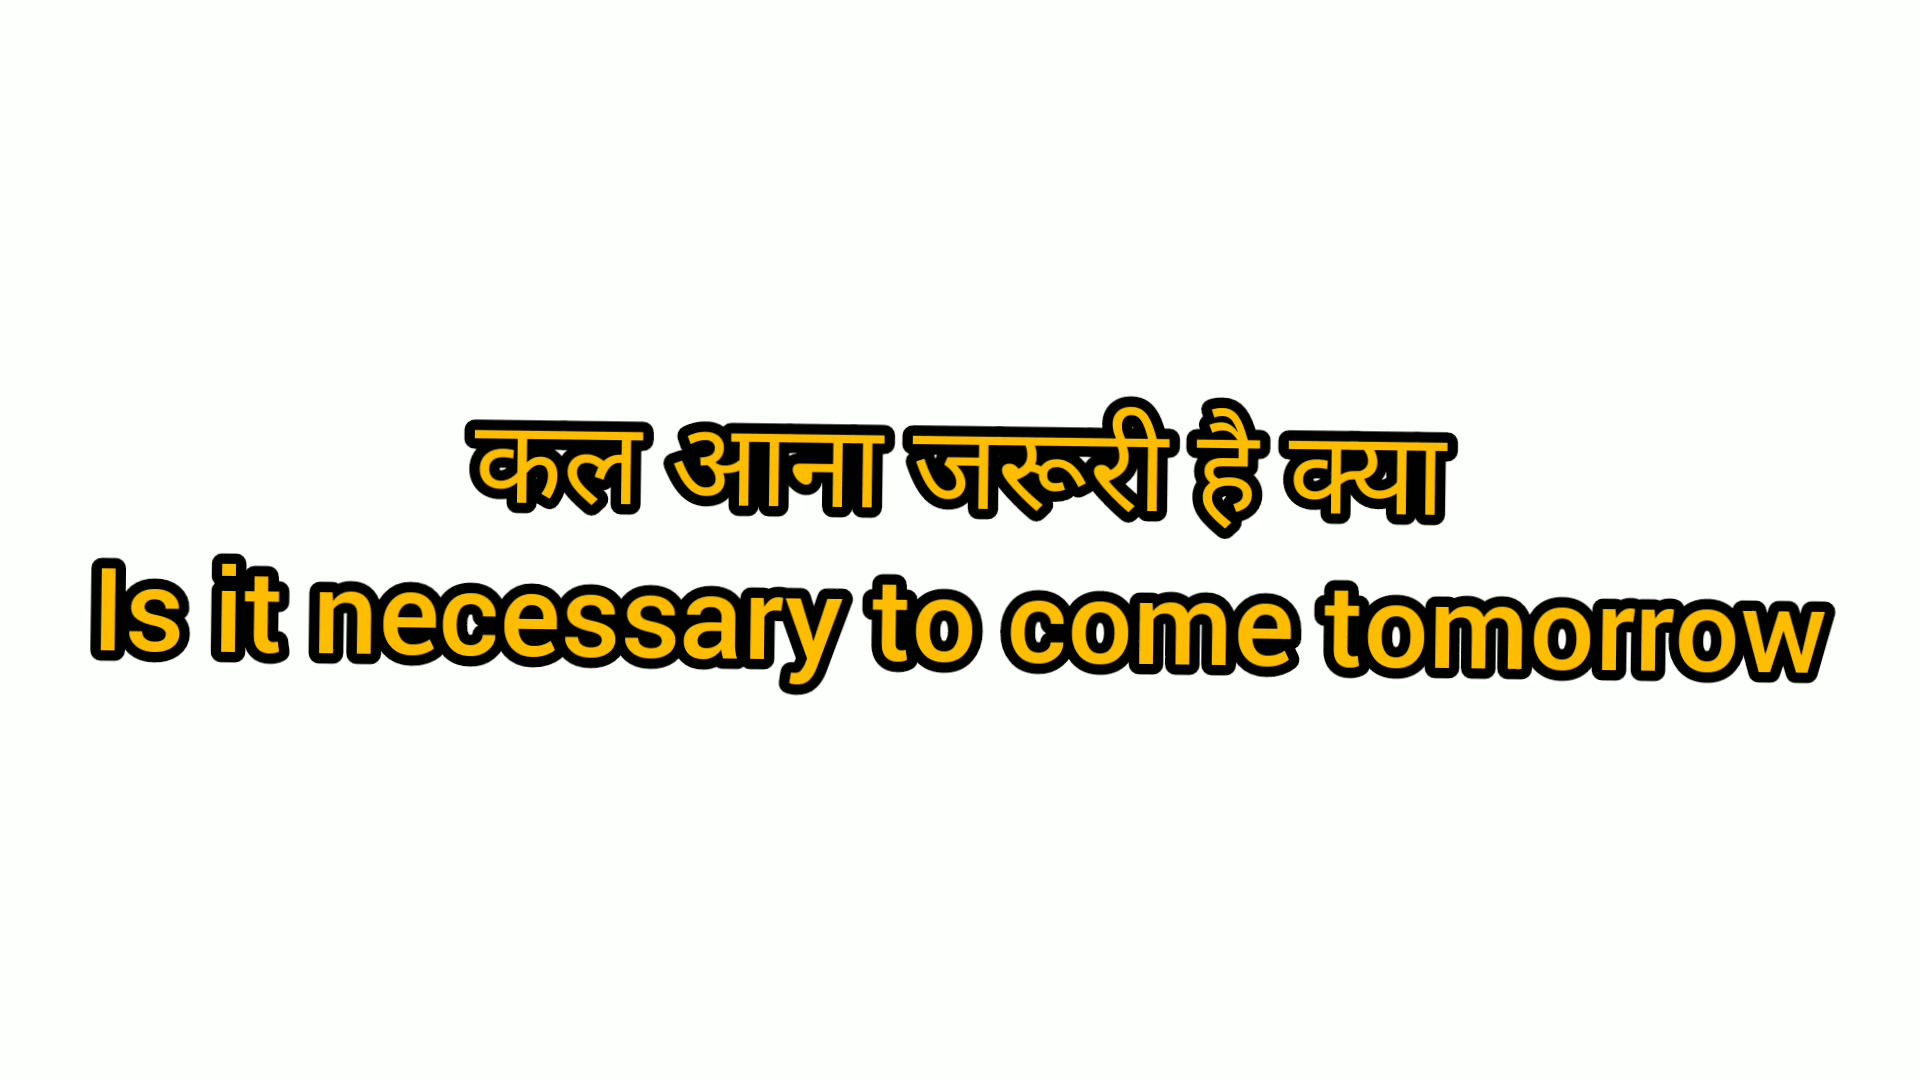 कल आना जरूरी है क्या
Is it necessary to come tomorrow